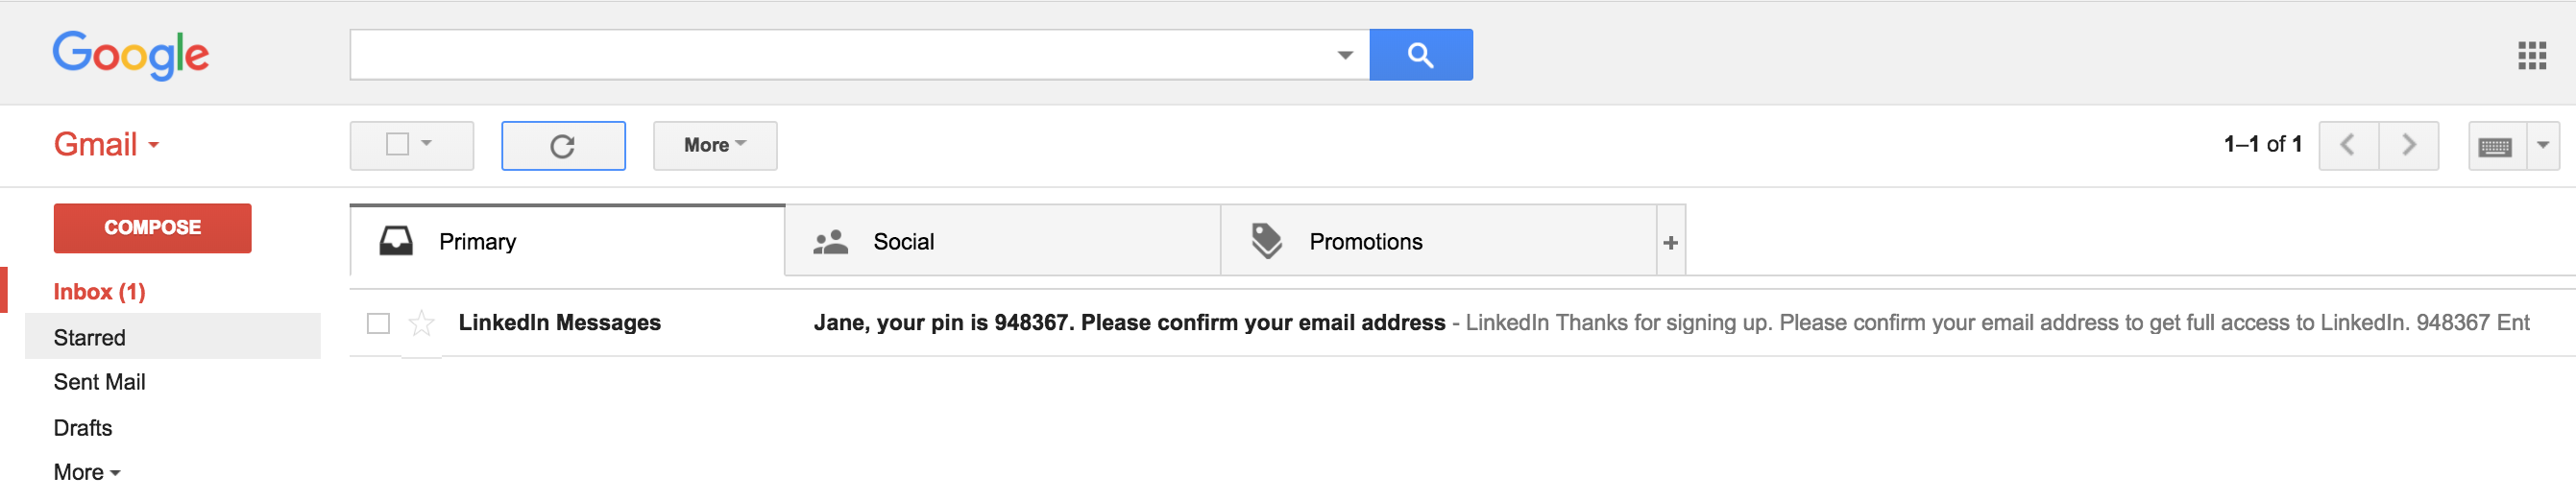 Google
Gmail
More
1–1 of 1
COMPOSE
Primary
Social
Promotions
+
Inbox (1)
LinkedIn Messages Jane, your pin is 948367. Please confirm your email address - LinkedIn Thanks for signing up. Please confirm your email address to get full access to LinkedIn. 948367 Ent
Starred
Sent Mail
Drafts
More